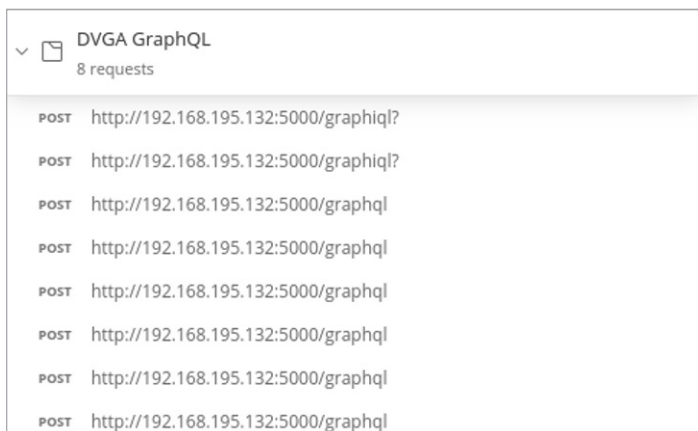 DVGA GraphQL
8 requests
POST http://192.168.195.132:5000/graphiql?
POST http://192.168.195.132:5000/graphiql?
POST http://192.168.195.132:5000/graphql
POST http://192.168.195.132:5000/graphql
POST http://192.168.195.132:5000/graphql
POST http://192.168.195.132:5000/graphql
POST http://192.168.195.132:5000/graphql
POST http://192.168.195.132:5000/graphql